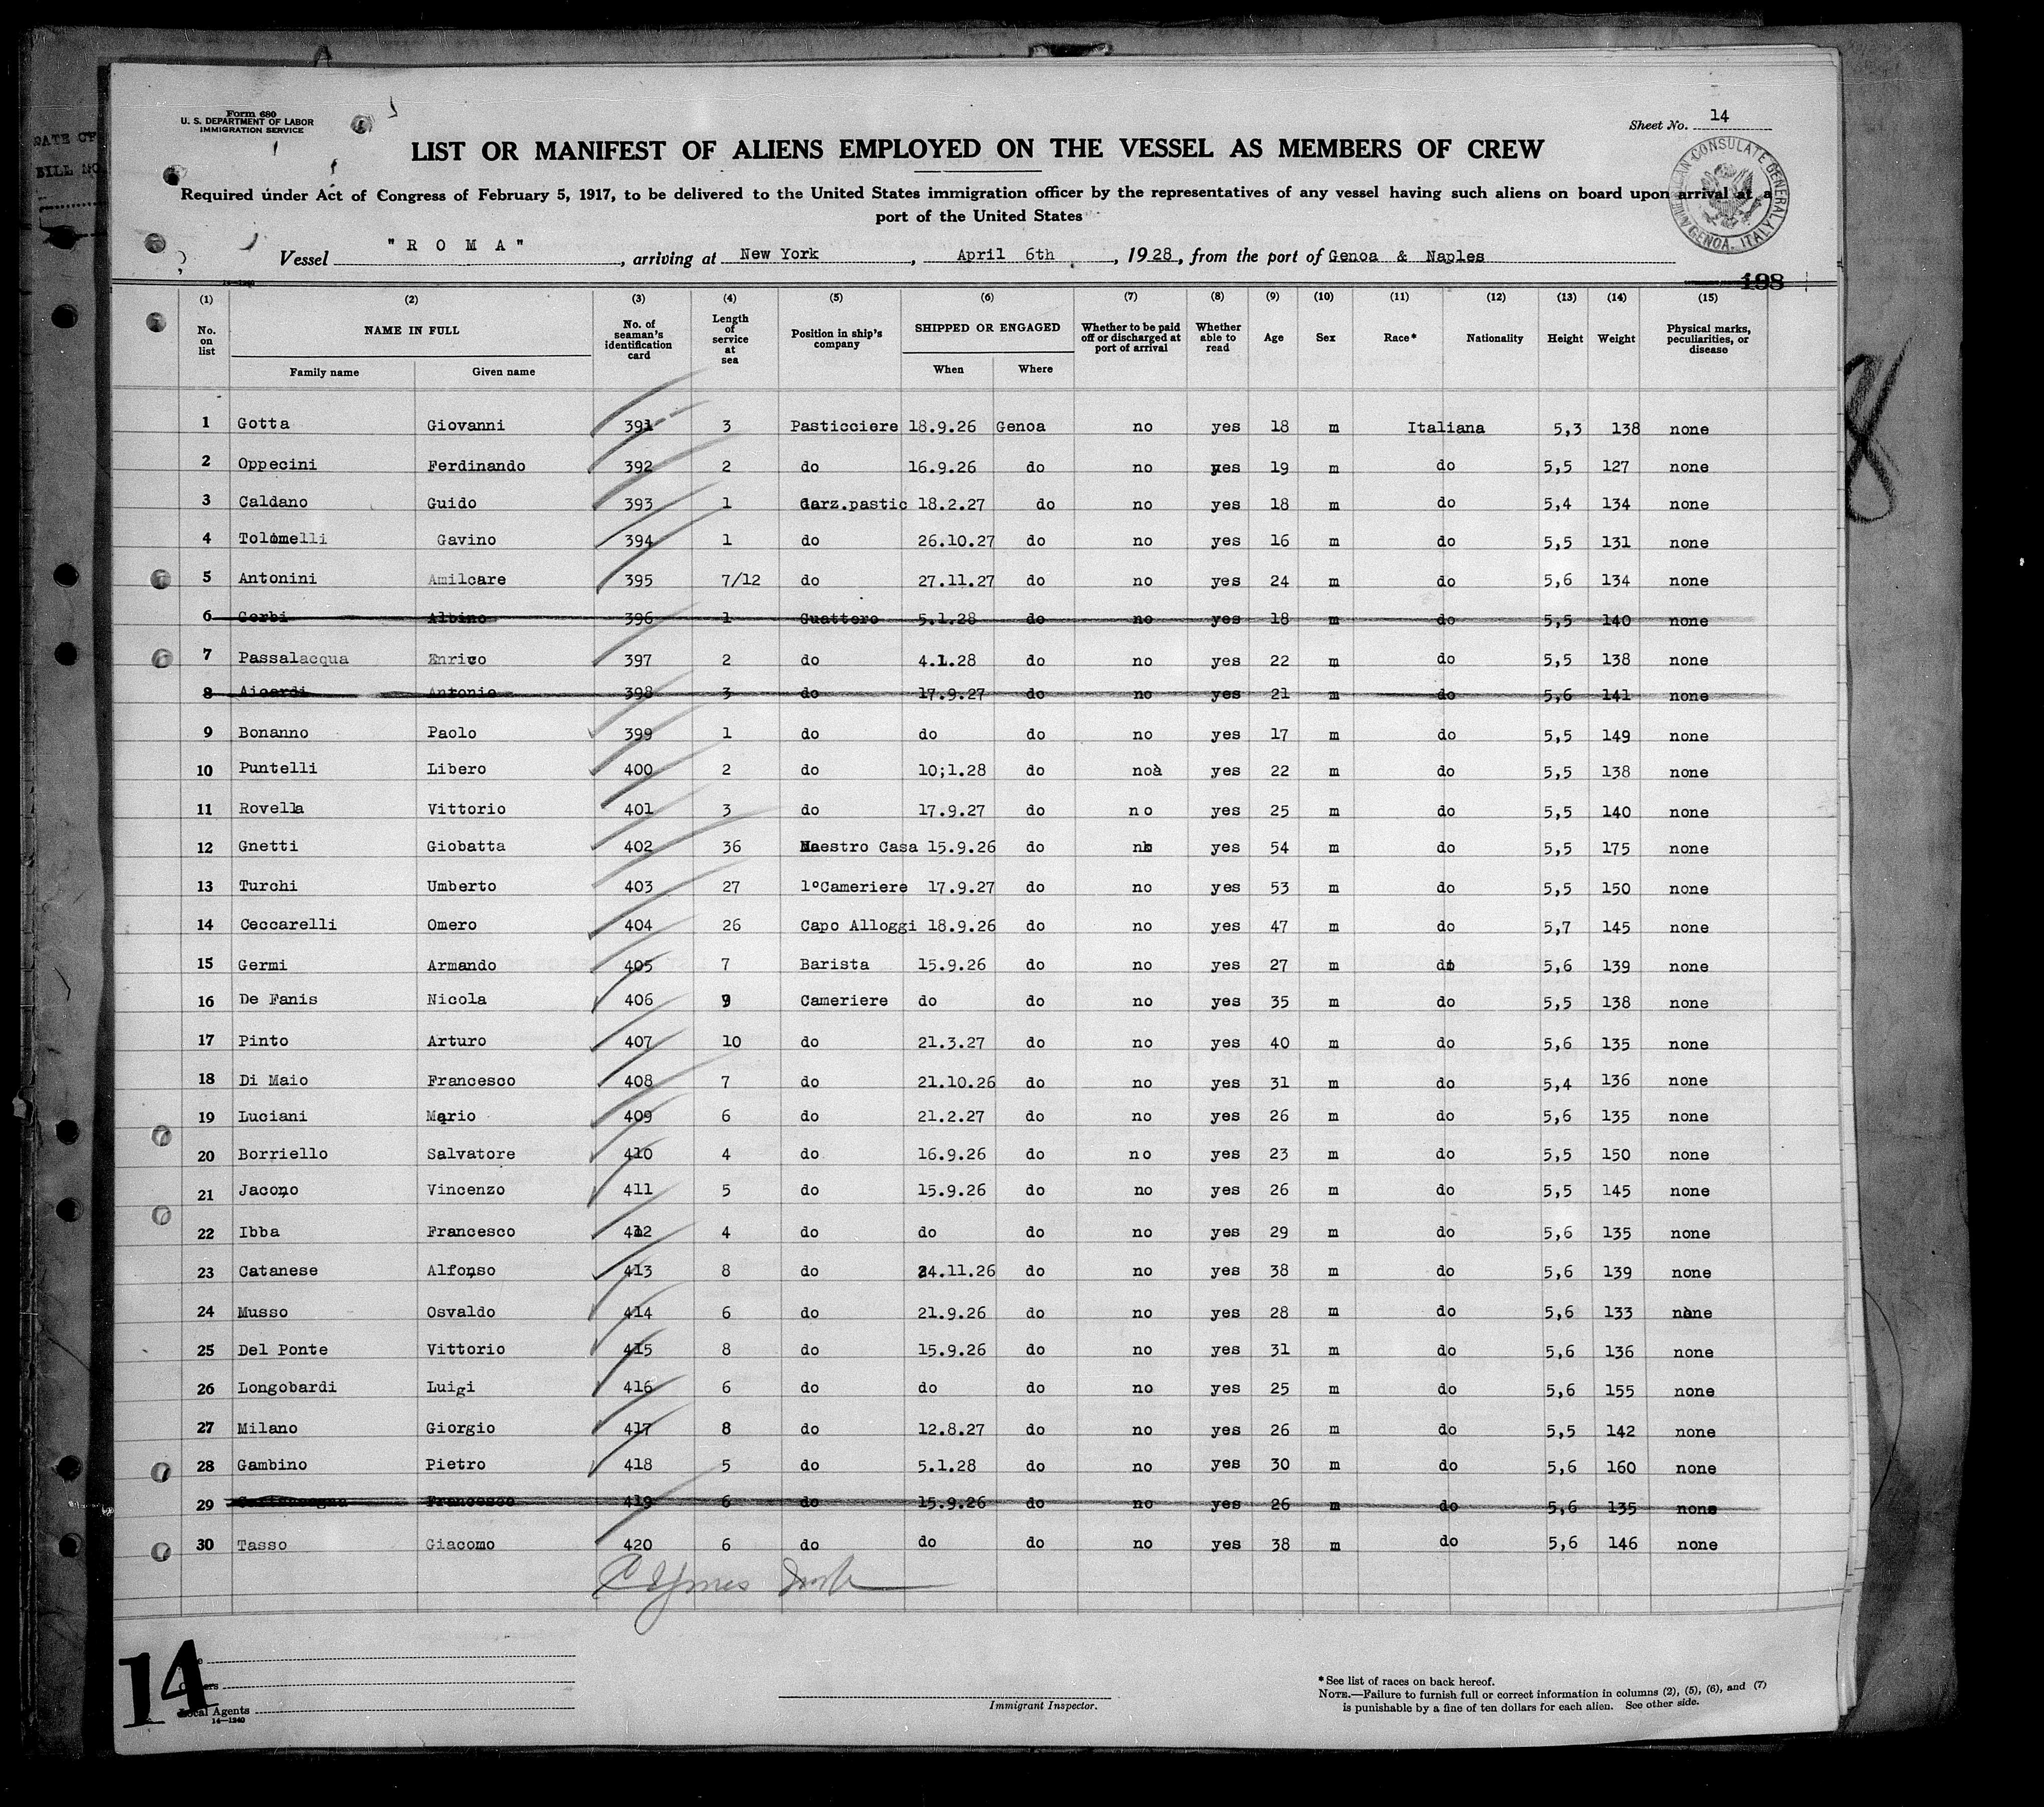 DATE OF
BILL NO.
Form 680
U. S. DEPARTMENT OF LABOR
IMMIGRATION SERVICE
Sheet No. 14
LIST OR MANIFEST OF ALIENS EMPLOYED ON THE VESSEL AS MEMBERS OF CREW
Required under Act of Congress of February 5, 1917, to be delivered to the United States immigration officer by the representatives of any vessel having such aliens on board upon arrival at a
port of the United States
AMERICAN CONSULATE GENERAL GENOA, ITALY
Vessel "ROMA", arriving at New York, April 6th, 1928, from the port of Genoa & Naples
198
(1) (2) (3) (4) (5) (6) (7) (8) (9) (10) (11) (12) (13) (14) (15)
No. on list NAME IN FULL Family name Given name No. of seaman's identification card Length of service at sea Position in ship's company SHIPPED OR ENGAGED When Where Whether to be paid off or discharged at port of arrival Whether able to read Age Sex Race* Nationality Height Weight Physical marks, peculiarities, or disease
1 Gotta Giovanni 391 3 Pasticciere 18.9.26 Genoa no yes 18 m Italiana 5,3 138 none
2 Oppecini Ferdinando 392 2 do 16.9.26 do no yes 19 m do 5,5 127 none
3 Caldano Guido 393 1 Garz.pastic 18.2.27 do no yes 18 m do 5,4 134 none
4 Tolomelli Gavino 394 1 do 26.10.27 do no yes 16 m do 5,5 131 none
5 Antonini Amilcare 395 7/12 do 27.11.27 do no yes 24 m do 5,6 134 none
6 Gerbi Albino 396 1 Guattero 5.1.28 do no yes 18 m do 5,5 140 none
7 Passalacqua Enrico 397 2 do 4.1.28 do no yes 22 m do 5,5 138 none
8 Aicardi Antonio 398 3 do 17.9.27 do no yes 21 m do 5,6 141 none
9 Bonanno Paolo 399 1 do do do no yes 17 m do 5,5 149 none
10 Puntelli Libero 400 2 do 10;1.28 do noà yes 22 m do 5,5 138 none
11 Rovella Vittorio 401 3 do 17.9.27 do no yes 25 m do 5,5 140 none
12 Gnetti Giobatta 402 36 Maestro Casa 15.9.26 do no yes 54 m do 5,5 175 none
13 Turchi Umberto 403 27 1°Cameriere 17.9.27 do no yes 53 m do 5,5 150 none
14 Ceccarelli Omero 404 26 Capo Alloggi 18.9.26 do no yes 47 m do 5,7 145 none
15 Germi Armando 405 7 Barista 15.9.26 do no yes 27 m do 5,6 139 none
16 De Fanis Nicola 406 9 Cameriere do do no yes 35 m do 5,5 138 none
17 Pinto Arturo 407 10 do 21.3.27 do no yes 40 m do 5,6 135 none
18 Di Maio Francesco 408 7 do 21.10.26 do no yes 31 m do 5,4 136 none
19 Luciani Mario 409 6 do 21.2.27 do no yes 26 m do 5,6 135 none
20 Borriello Salvatore 410 4 do 16.9.26 do no yes 23 m do 5,5 150 none
21 Jacono Vincenzo 411 5 do 15.9.26 do no yes 26 m do 5,5 145 none
22 Ibba Francesco 412 4 do do do no yes 29 m do 5,6 135 none
23 Catanese Alfonso 413 8 do 24.11.26 do no yes 38 m do 5,6 139 none
24 Musso Osvaldo 414 6 do 21.9.26 do no yes 28 m do 5,6 133 none
25 Del Ponte Vittorio 415 8 do 15.9.26 do no yes 31 m do 5,6 136 none
26 Longobardi Luigi 416 6 do do do no yes 25 m do 5,6 155 none
27 Milano Giorgio 417 8 do 12.8.27 do no yes 26 m do 5,5 142 none
28 Gambino Pietro 418 5 do 5.1.28 do no yes 30 m do 5,6 160 none
29 Francesco 419 6 do 15.9.26 do no yes 26 m do 5,6 135 none
30 Tasso Giacomo 420 6 do do do no yes 38 m do 5,6 146 none
14
Local Agents
14—1240
Immigrant Inspector.
*See list of races on back hereof.
NOTE.—Failure to furnish full or correct information in columns (2), (5), (6), and (7)
is punishable by a fine of ten dollars for each alien. See other side.
8